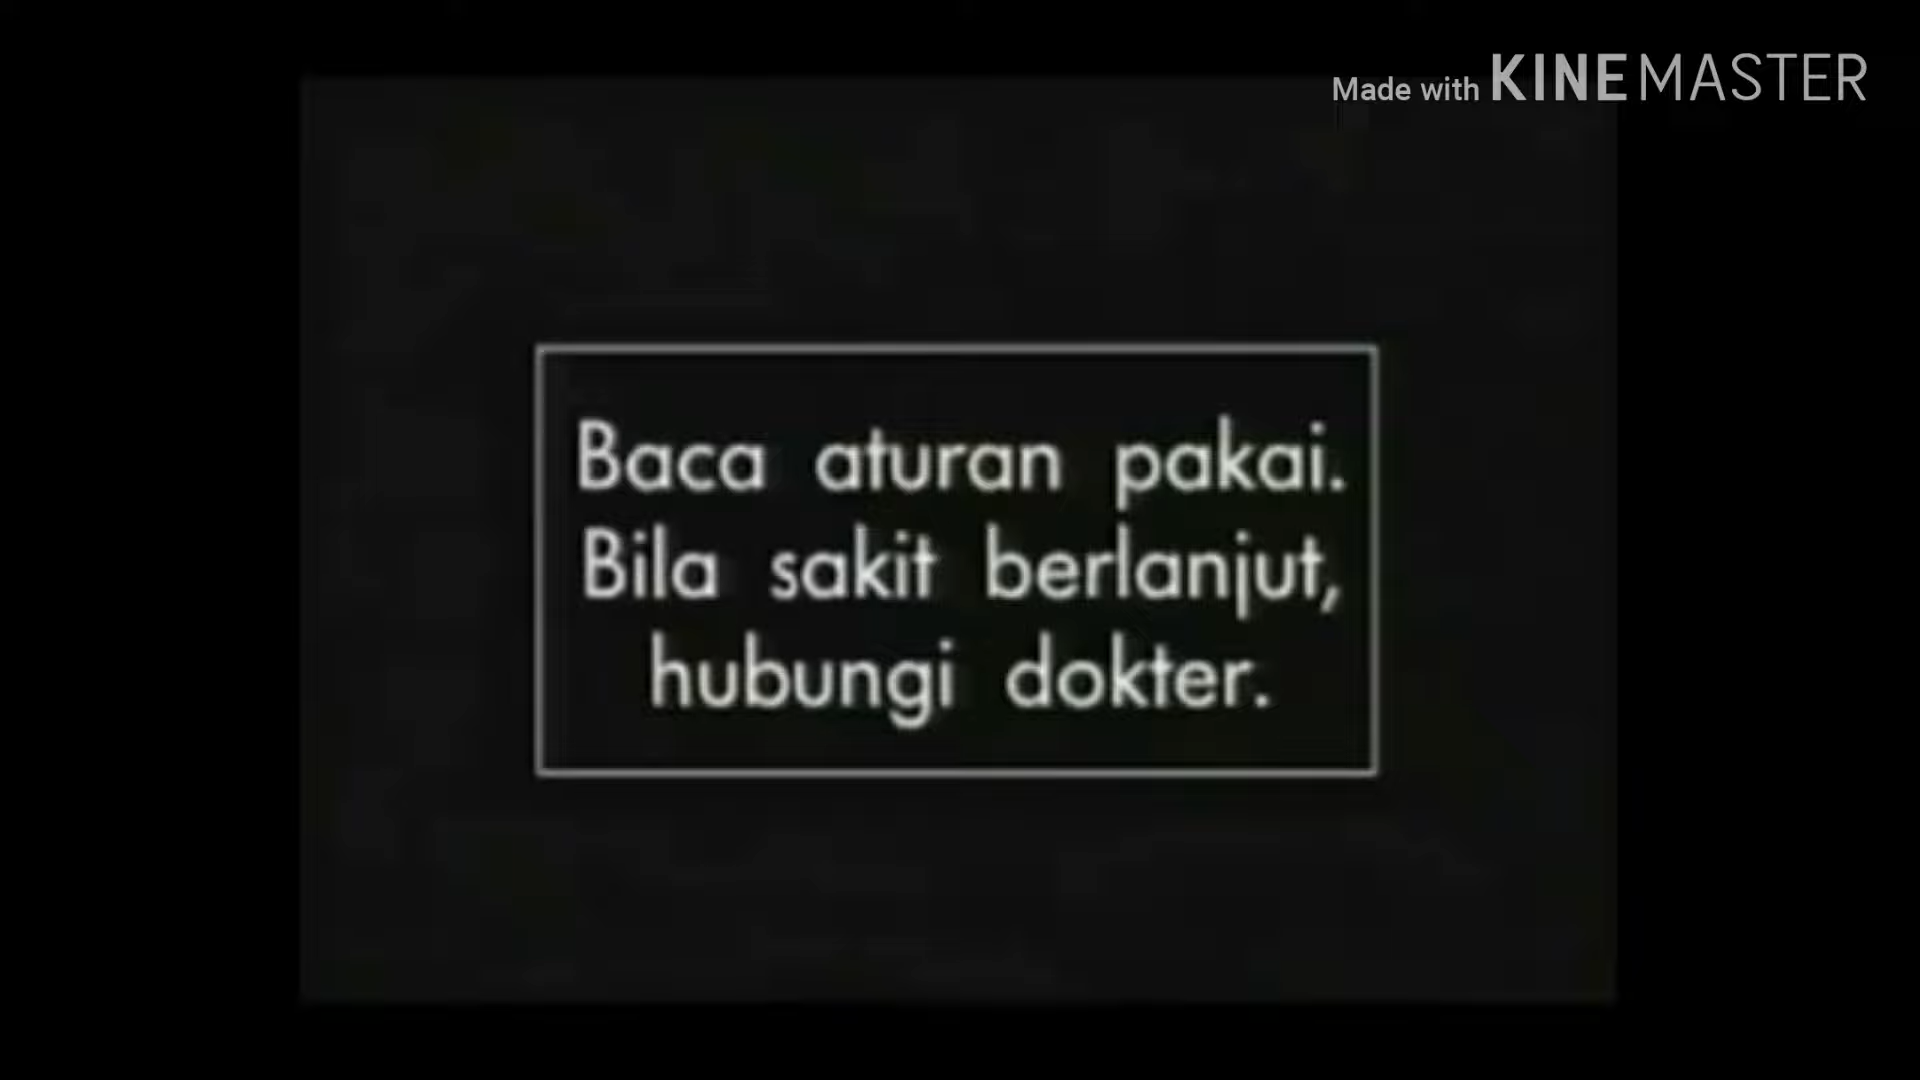 Made with KINEMASTER
Baca aturan pakai.
Bila sakit berlanjut,
hubungi dokter.